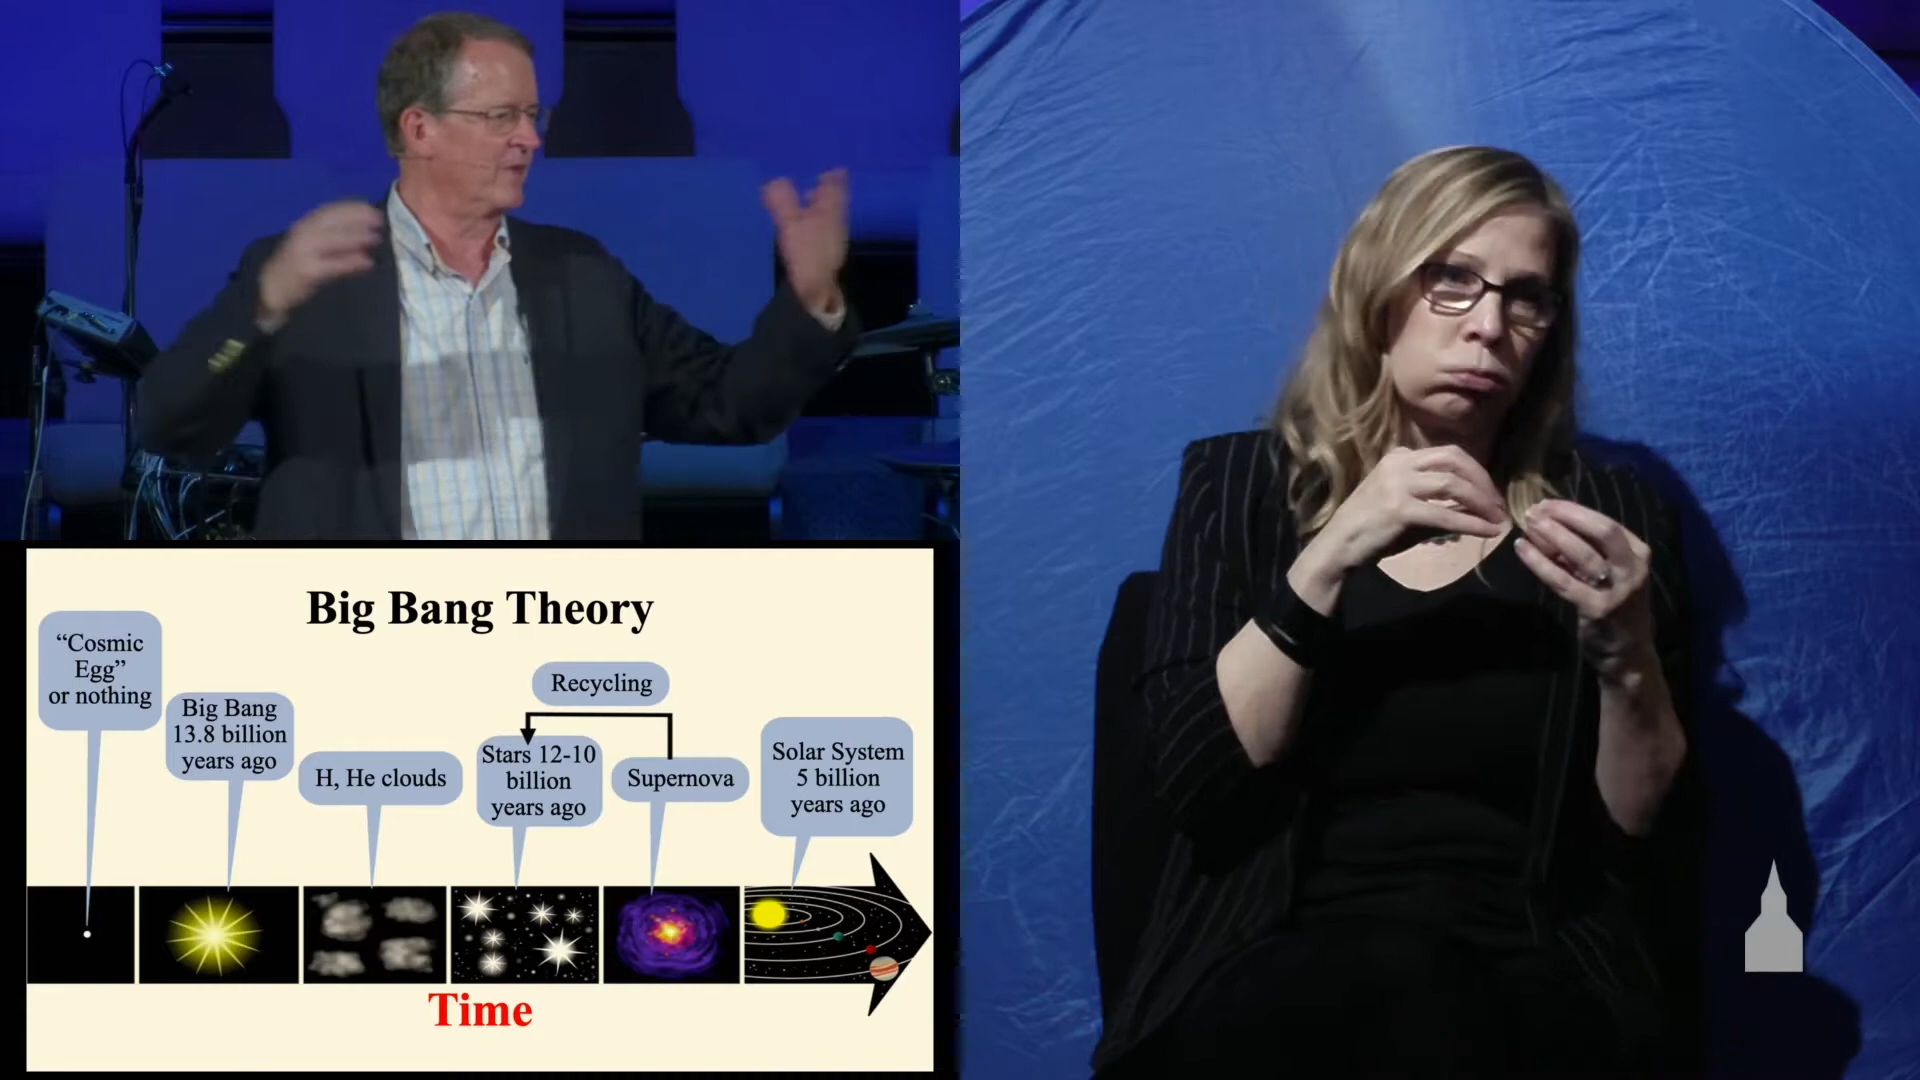 Big Bang Theory
“Cosmic
Egg”
or nothing
Big Bang
13.8 billion
years ago
H, He clouds
Recycling
Stars 12-10
billion
years ago
Supernova
Solar System
5 billion
years ago
Time